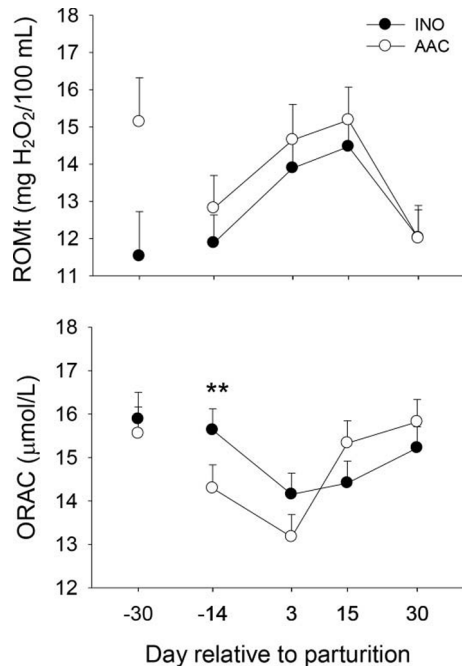 18
17
16
15
14
13
12
11
ROMt (mg H₂O₂/100 mL)
INO
AAC
18
17
16
15
14
13
12
ORAC (μmol/L)
**
-30 -14 3 15 30
Day relative to parturition